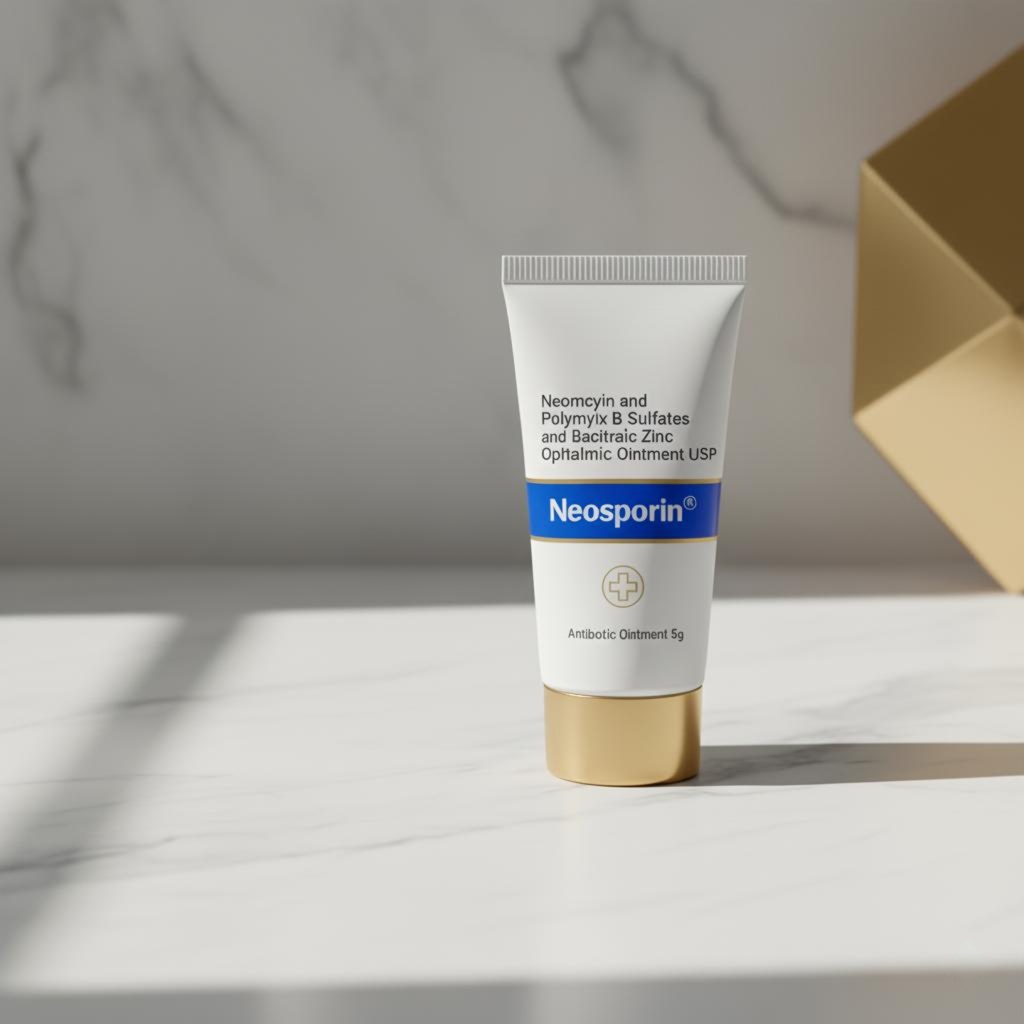 Neomcyin and
Polymyix B Sulfates
and Bacitraic Zinc
Ophtalmic Ointment USP
Neosporin®
Antibotic Ointment 5g